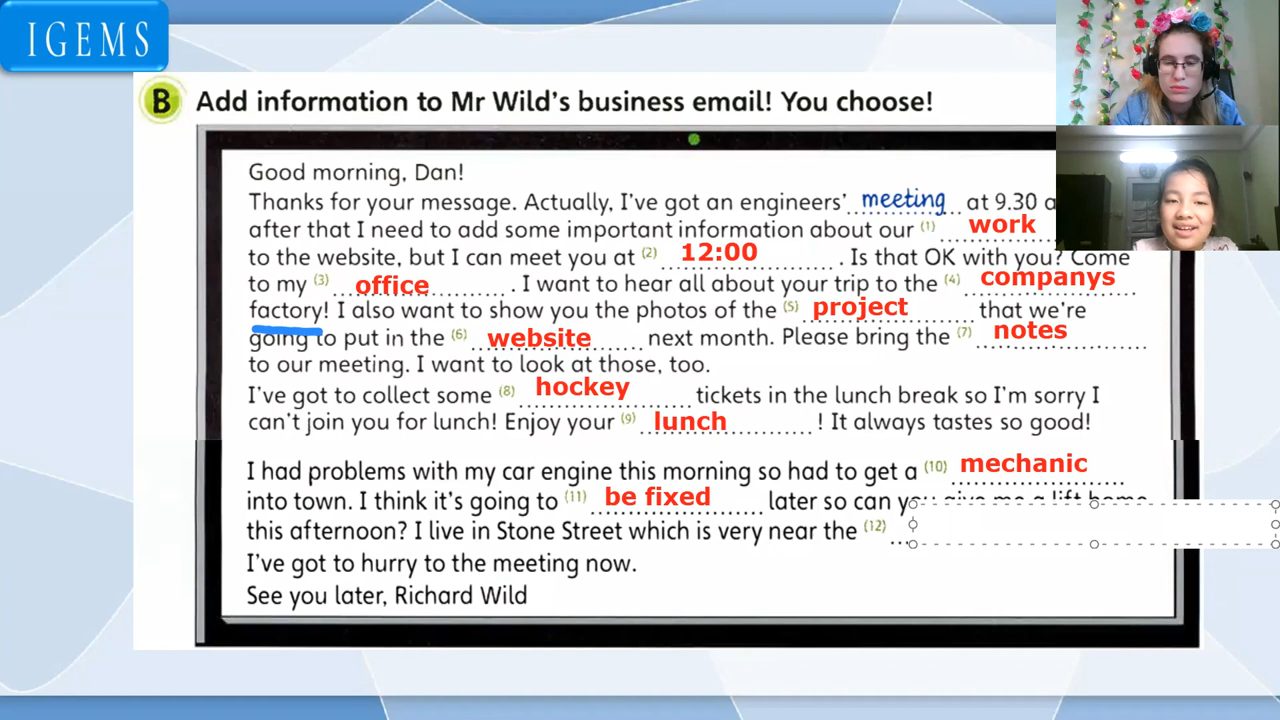 IGEMS
B Add information to Mr Wild's business email! You choose!
Good morning, Dan!
Thanks for your message. Actually, I've got an engineers' meeting at 9.30 a
after that I need to add some important information about our (1) work
to the website, but I can meet you at (2) 12:00. Is that OK with you? Come
to my (3) office. I want to hear all about your trip to the (4) companys
factory! I also want to show you the photos of the (5) project that we're
going to put in the (6) website next month. Please bring the (7) notes
to our meeting. I want to look at those, too.
I've got to collect some (8) hockey tickets in the lunch break so I'm sorry I
can't join you for lunch! Enjoy your (9) lunch! It always tastes so good!
I had problems with my car engine this morning so had to get a (10) mechanic
into town. I think it's going to (11) be fixed later so can you give me a lift home
this afternoon? I live in Stone Street which is very near the (12)
I've got to hurry to the meeting now.
See you later, Richard Wild